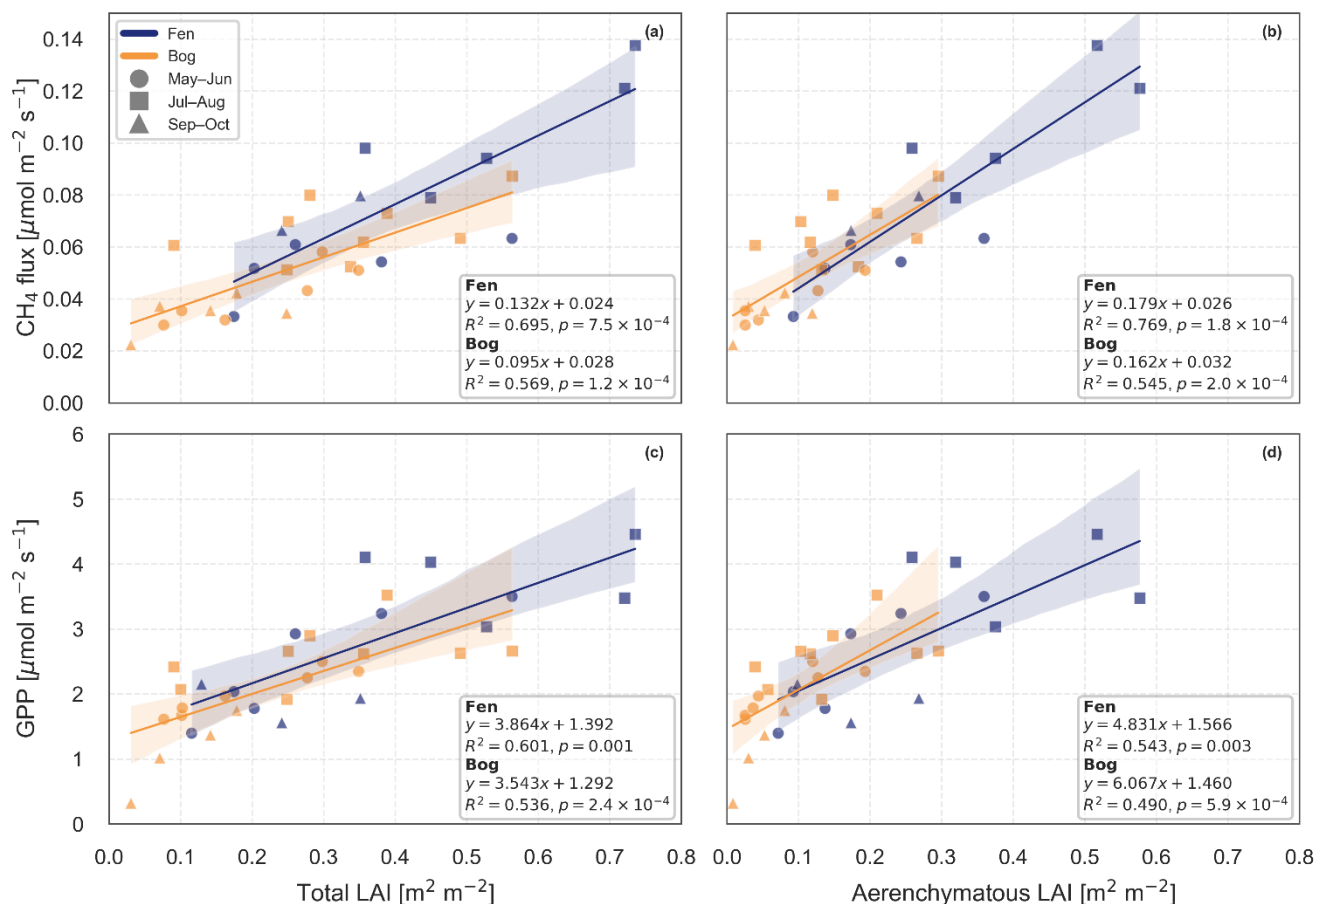 (a)
Fen
Bog
May–Jun
Jul–Aug
Sep–Oct
CH₄ flux [μmol m⁻² s⁻¹]
0.14
0.12
0.10
0.08
0.06
0.04
0.02
0.00
Fen
y = 0.132x + 0.024
R² = 0.695, p = 7.5 × 10⁻⁴
Bog
y = 0.095x + 0.028
R² = 0.569, p = 1.2 × 10⁻⁴
(b)
Fen
y = 0.179x + 0.026
R² = 0.769, p = 1.8 × 10⁻⁴
Bog
y = 0.162x + 0.032
R² = 0.545, p = 2.0 × 10⁻⁴
(c)
GPP [μmol m⁻² s⁻¹]
6
5
4
3
2
1
0
Fen
y = 3.864x + 1.392
R² = 0.601, p = 0.001
Bog
y = 3.543x + 1.292
R² = 0.536, p = 2.4 × 10⁻⁴
0.0 0.1 0.2 0.3 0.4 0.5 0.6 0.7 0.8
Total LAI [m² m⁻²]
(d)
Fen
y = 4.831x + 1.566
R² = 0.543, p = 0.003
Bog
y = 6.067x + 1.460
R² = 0.490, p = 5.9 × 10⁻⁴
0.0 0.1 0.2 0.3 0.4 0.5 0.6 0.7 0.8
Aerenchymatous LAI [m² m⁻²]